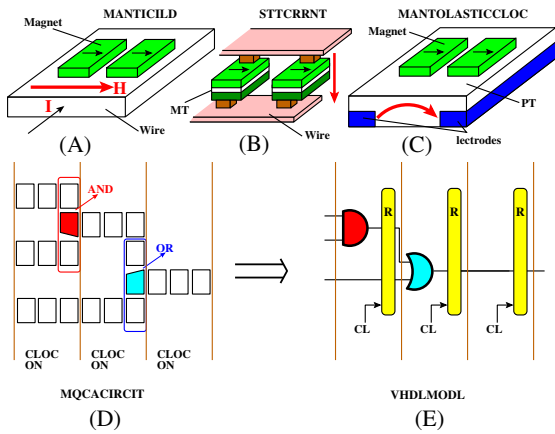 MANTICILD
STTCRRNT
MANTOLASTICCLOC
Magnet
H
I
Wire
(A)
MT
Wire
(B)
Magnet
PT
lectrodes
(C)
AND
OR
CLOC
ON
CLOC
ON
CLOC
ON
MQCACIRCIT
(D)
R
R
R
CL
CL
CL
VHDLMODL
(E)